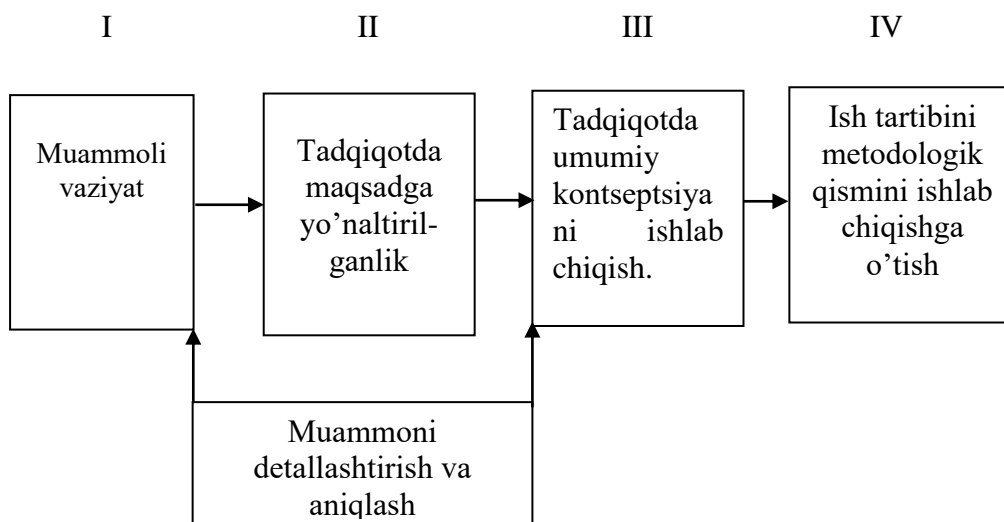 I II III IV
Muammoli
vaziyat
Tadqiqotda
maqsadga
yo’naltiril-
ganlik
Tadqiqotda
umumiy
kontseptsiya
ni ishlab
chiqish.
Ish tartibini
metodologik
qismini ishlab
chiqishga
o’tish
Muammoni
detallashtirish va
aniqlash